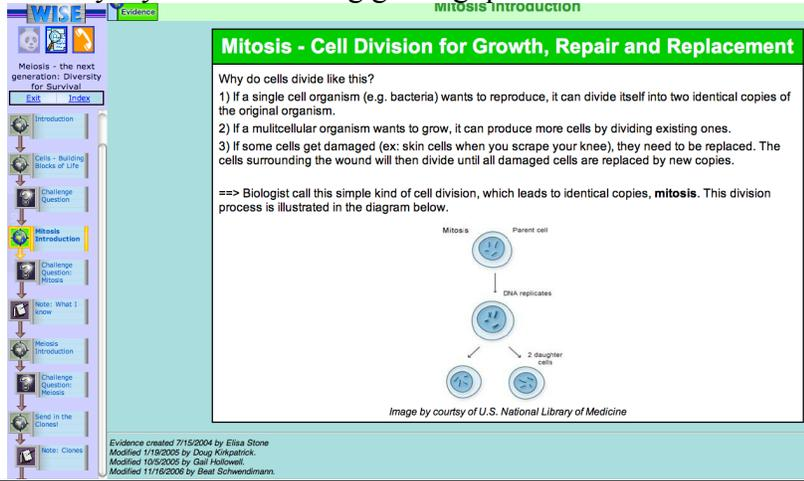 WISE
Evidence
Mitosis Introduction
Meiosis - the next
generation: Diversity
for Survival
Exit Index
Introduction
Cells - Building
Blocks of Life
Challenge
Question
Mitosis
Introduction
Challenge
Question:
Mitosis
Note: What I
know
Meiosis
Introduction
Challenge
Question:
Meiosis
Send in the
Clones!
Note: Clones
Mitosis - Cell Division for Growth, Repair and Replacement
Why do cells divide like this?
1) If a single cell organism (e.g. bacteria) wants to reproduce, it can divide itself into two identical copies of
the original organism.
2) If a mulitcellular organism wants to grow, it can produce more cells by dividing existing ones.
3) If some cells get damaged (ex: skin cells when you scrape your knee), they need to be replaced. The
cells surrounding the wound will then divide until all damaged cells are replaced by new copies.
==> Biologist call this simple kind of cell division, which leads to identical copies, mitosis. This division
process is illustrated in the diagram below.
Mitosis
Parent cell
DNA replicates
2 daughter
cells
Image by courtsy of U.S. National Library of Medicine
Evidence created 7/15/2004 by Elisa Stone
Modified 1/19/2005 by Doug Kirkpatrick.
Modified 10/5/2005 by Gail Hollowell.
Modified 11/16/2006 by Beat Schwendimann.